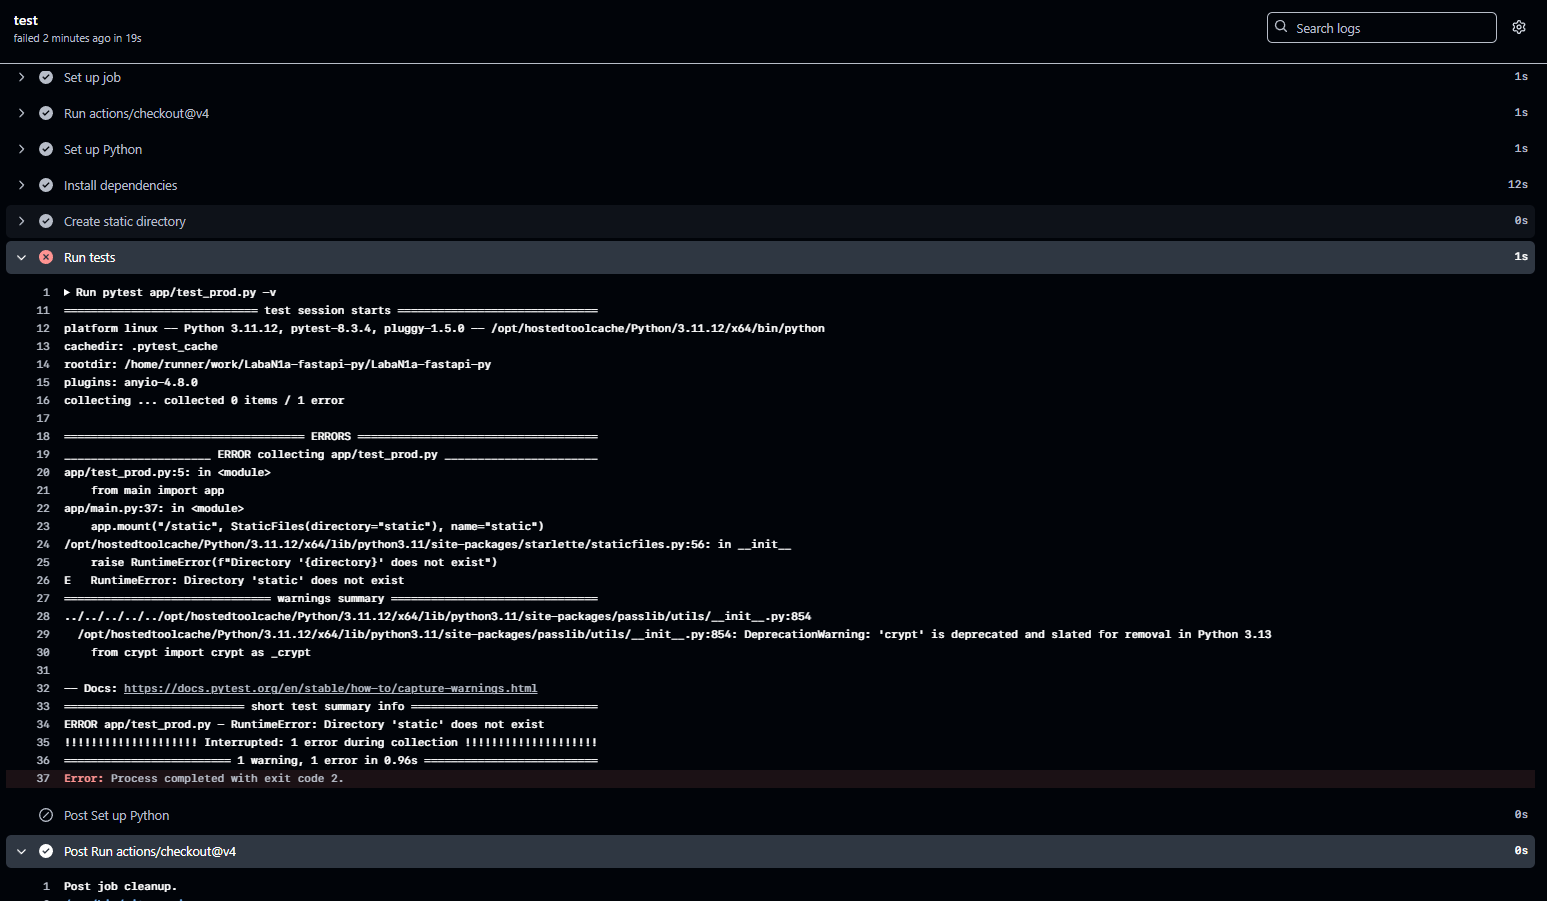 test
failed 2 minutes ago in 19s
Search logs
Set up job 1s
Run actions/checkout@v4 1s
Set up Python 1s
Install dependencies 12s
Create static directory 0s
Run tests 1s
1 Run pytest app/test_prod.py -v
11 ============================= test session starts ==============================
12 platform linux -- Python 3.11.12, pytest-8.3.4, pluggy-1.5.0 -- /opt/hostedtoolcache/Python/3.11.12/x64/bin/python
13 cachedir: .pytest_cache
14 rootdir: /home/runner/work/LabaN1a-fastapi-py/LabaN1a-fastapi-py
15 plugins: anyio-4.8.0
16 collecting ... collected 0 items / 1 error
17
18 ==================================== ERRORS ====================================
19 ______________________ ERROR collecting app/test_prod.py _______________________
20 app/test_prod.py:5: in <module>
21     from main import app
22 app/main.py:37: in <module>
23     app.mount("/static", StaticFiles(directory="static"), name="static")
24 /opt/hostedtoolcache/Python/3.11.12/x64/lib/python3.11/site-packages/starlette/staticfiles.py:56: in __init__
25     raise RuntimeError(f"Directory '{directory}' does not exist")
26 E   RuntimeError: Directory 'static' does not exist
27 =============================== warnings summary ===============================
28 ../../../../../opt/hostedtoolcache/Python/3.11.12/x64/lib/python3.11/site-packages/passlib/utils/__init__.py:854
29   /opt/hostedtoolcache/Python/3.11.12/x64/lib/python3.11/site-packages/passlib/utils/__init__.py:854: DeprecationWarning: 'crypt' is deprecated and slated for removal in Python 3.13
30     from crypt import crypt as _crypt
31
32 -- Docs: https://docs.pytest.org/en/stable/how-to/capture-warnings.html
33 =========================== short test summary info ============================
34 ERROR app/test_prod.py - RuntimeError: Directory 'static' does not exist
35 !!!!!!!!!!!!!!!!!!!! Interrupted: 1 error during collection !!!!!!!!!!!!!!!!!!!!
36 ========================= 1 warning, 1 error in 0.96s ==========================
37 Error: Process completed with exit code 2.
Post Set up Python 0s
Post Run actions/checkout@v4 0s
1 Post job cleanup.